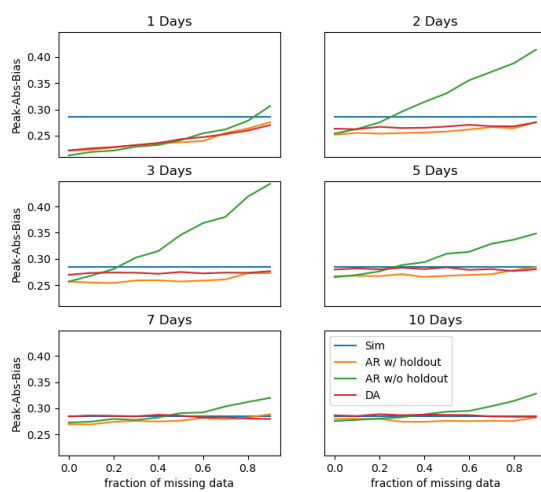 1 Days
2 Days
Peak-Abs-Bias
0.40
0.35
0.30
0.25
3 Days
5 Days
Peak-Abs-Bias
0.40
0.35
0.30
0.25
7 Days
10 Days
Peak-Abs-Bias
0.40
0.35
0.30
0.25
Sim
AR w/ holdout
AR w/o holdout
DA
0.0 0.2 0.4 0.6 0.8
0.0 0.2 0.4 0.6 0.8
fraction of missing data
fraction of missing data